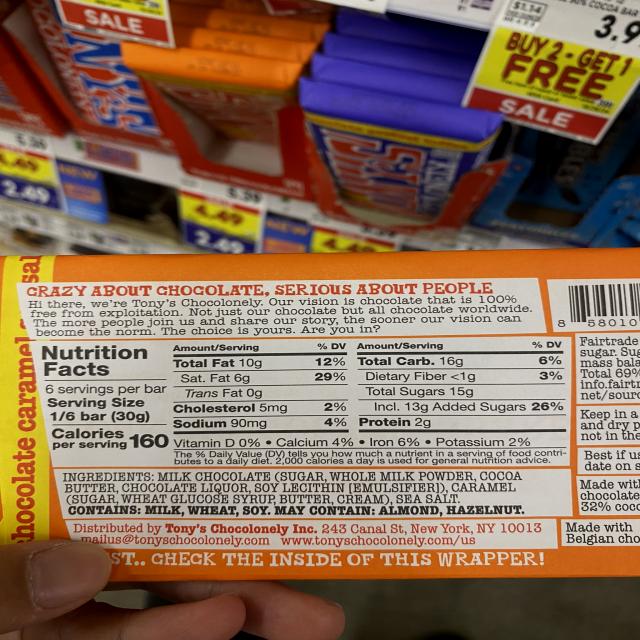 SALE
3.9
BUY 2 - GET 1
FREE
SALE
5.39
4.49
2.49
NEW
5.39
4.49
2.49
NEW
4.49
chocolate caramel
CRAZY ABOUT CHOCOLATE, SERIOUS ABOUT PEOPLE
Hi there, we're Tony's Chocolonely. Our vision is chocolate that is 100%
free from exploitation. Not just our chocolate but all chocolate worldwide.
The more people join us and share our story, the sooner our vision can
become the norm. The choice is yours. Are you in?
Nutrition
Facts
6 servings per bar
Serving Size
1/6 bar (30g)
Calories
per serving 160
Amount/Serving % DV
Total Fat 10g 12%
Sat. Fat 6g 29%
Trans Fat 0g
Cholesterol 5mg 2%
Sodium 90mg 4%
Amount/Serving % DV
Total Carb. 16g 6%
Dietary Fiber <1g 3%
Total Sugars 15g
Incl. 13g Added Sugars 26%
Protein 2g
Vitamin D 0% • Calcium 4% • Iron 6% • Potassium 2%
The % Daily Value (DV) tells you how much a nutrient in a serving of food contri-
butes to a daily diet. 2,000 calories a day is used for general nutrition advice.
INGREDIENTS: MILK CHOCOLATE (SUGAR, WHOLE MILK POWDER, COCOA
BUTTER, CHOCOLATE LIQUOR, SOY LECITHIN [EMULSIFIER]), CARAMEL
(SUGAR, WHEAT GLUCOSE SYRUP, BUTTER, CREAM), SEA SALT.
CONTAINS: MILK, WHEAT, SOY. MAY CONTAIN: ALMOND, HAZELNUT.
Distributed by Tony's Chocolonely Inc. 243 Canal St, New York, NY 10013
mailus@tonyschocolonely.com www.tonyschocolonely.com/us
ST.. CHECK THE INSIDE OF THIS WRAPPER!
8 58010
Fairtrade
sugar. Sug
mass bala
Total 69%
info.fairtr
net/sourc
Keep in a
and dry p
not in the
Best if us
date on s
Made with
chocolate
32% coco
Made with
Belgian cho